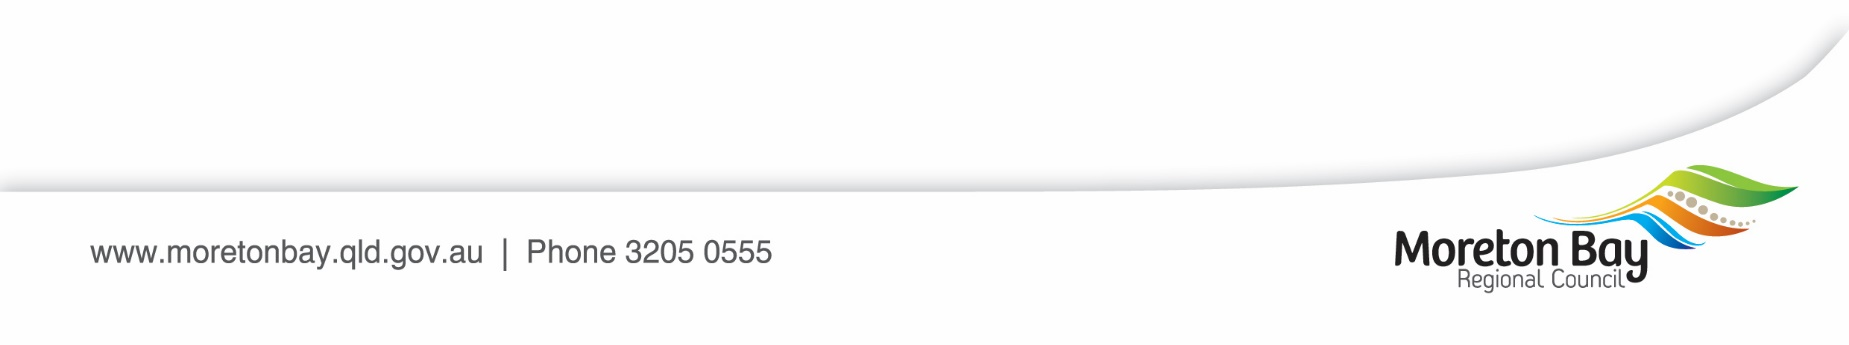 www.moretonbay.qld.gov.au | Phone 3205 0555
Moreton Bay
Regional Council